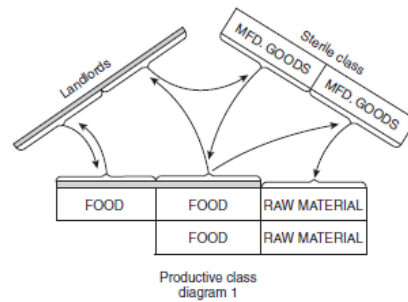 Landlords
Sterile class
MFD. GOODS
MFD. GOODS
FOOD FOOD RAW MATERIAL
FOOD RAW MATERIAL
Productive class
diagram 1